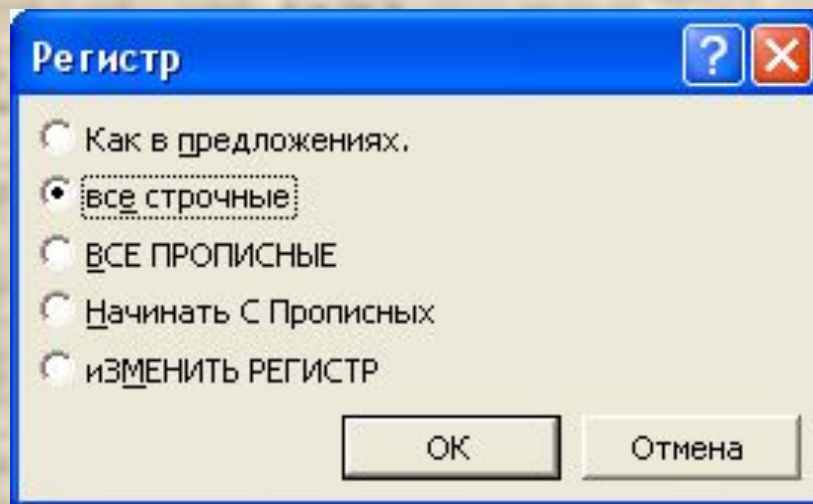 Регистр
Как в предложениях.
все строчные
ВСЕ ПРОПИСНЫЕ
Начинать С Прописных
иЗМЕНИТЬ РЕГИСТР
ОК Отмена